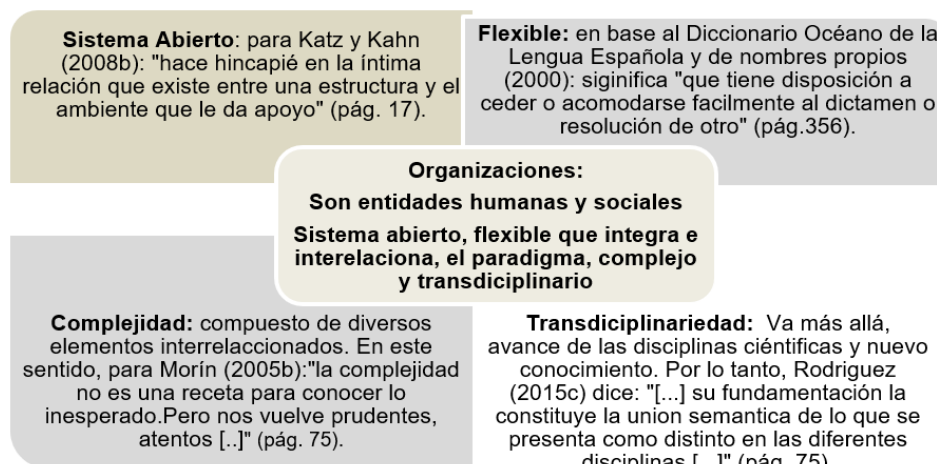 Sistema Abierto: para Katz y Kahn
(2008b): "hace hincapié en la íntima
relación que existe entre una estructura y el
ambiente que le da apoyo" (pág. 17).
Flexible: en base al Diccionario Océano de la
Lengua Española y de nombres propios
(2000): siginifica "que tiene disposición a
ceder o acomodarse facilmente al dictamen o
resolución de otro" (pág.356).
Organizaciones:
Son entidades humanas y sociales
Sistema abierto, flexible que integra e
interelaciona, el paradigma, complejo
y transdiciplinario
Complejidad: compuesto de diversos
elementos interrelaccionados. En este
sentido, para Morín (2005b):"la complejidad
no es una receta para conocer lo
inesperado.Pero nos vuelve prudentes,
atentos [..]" (pág. 75).
Transdiciplinariedad: Va más allá,
avance de las disciplinas ciéntificas y nuevo
conocimiento. Por lo tanto, Rodriguez
(2015c) dice: "[...] su fundamentación la
constituye la union semantica de lo que se
presenta como distinto en las diferentes
disciplinas [...]" (pág. 75)